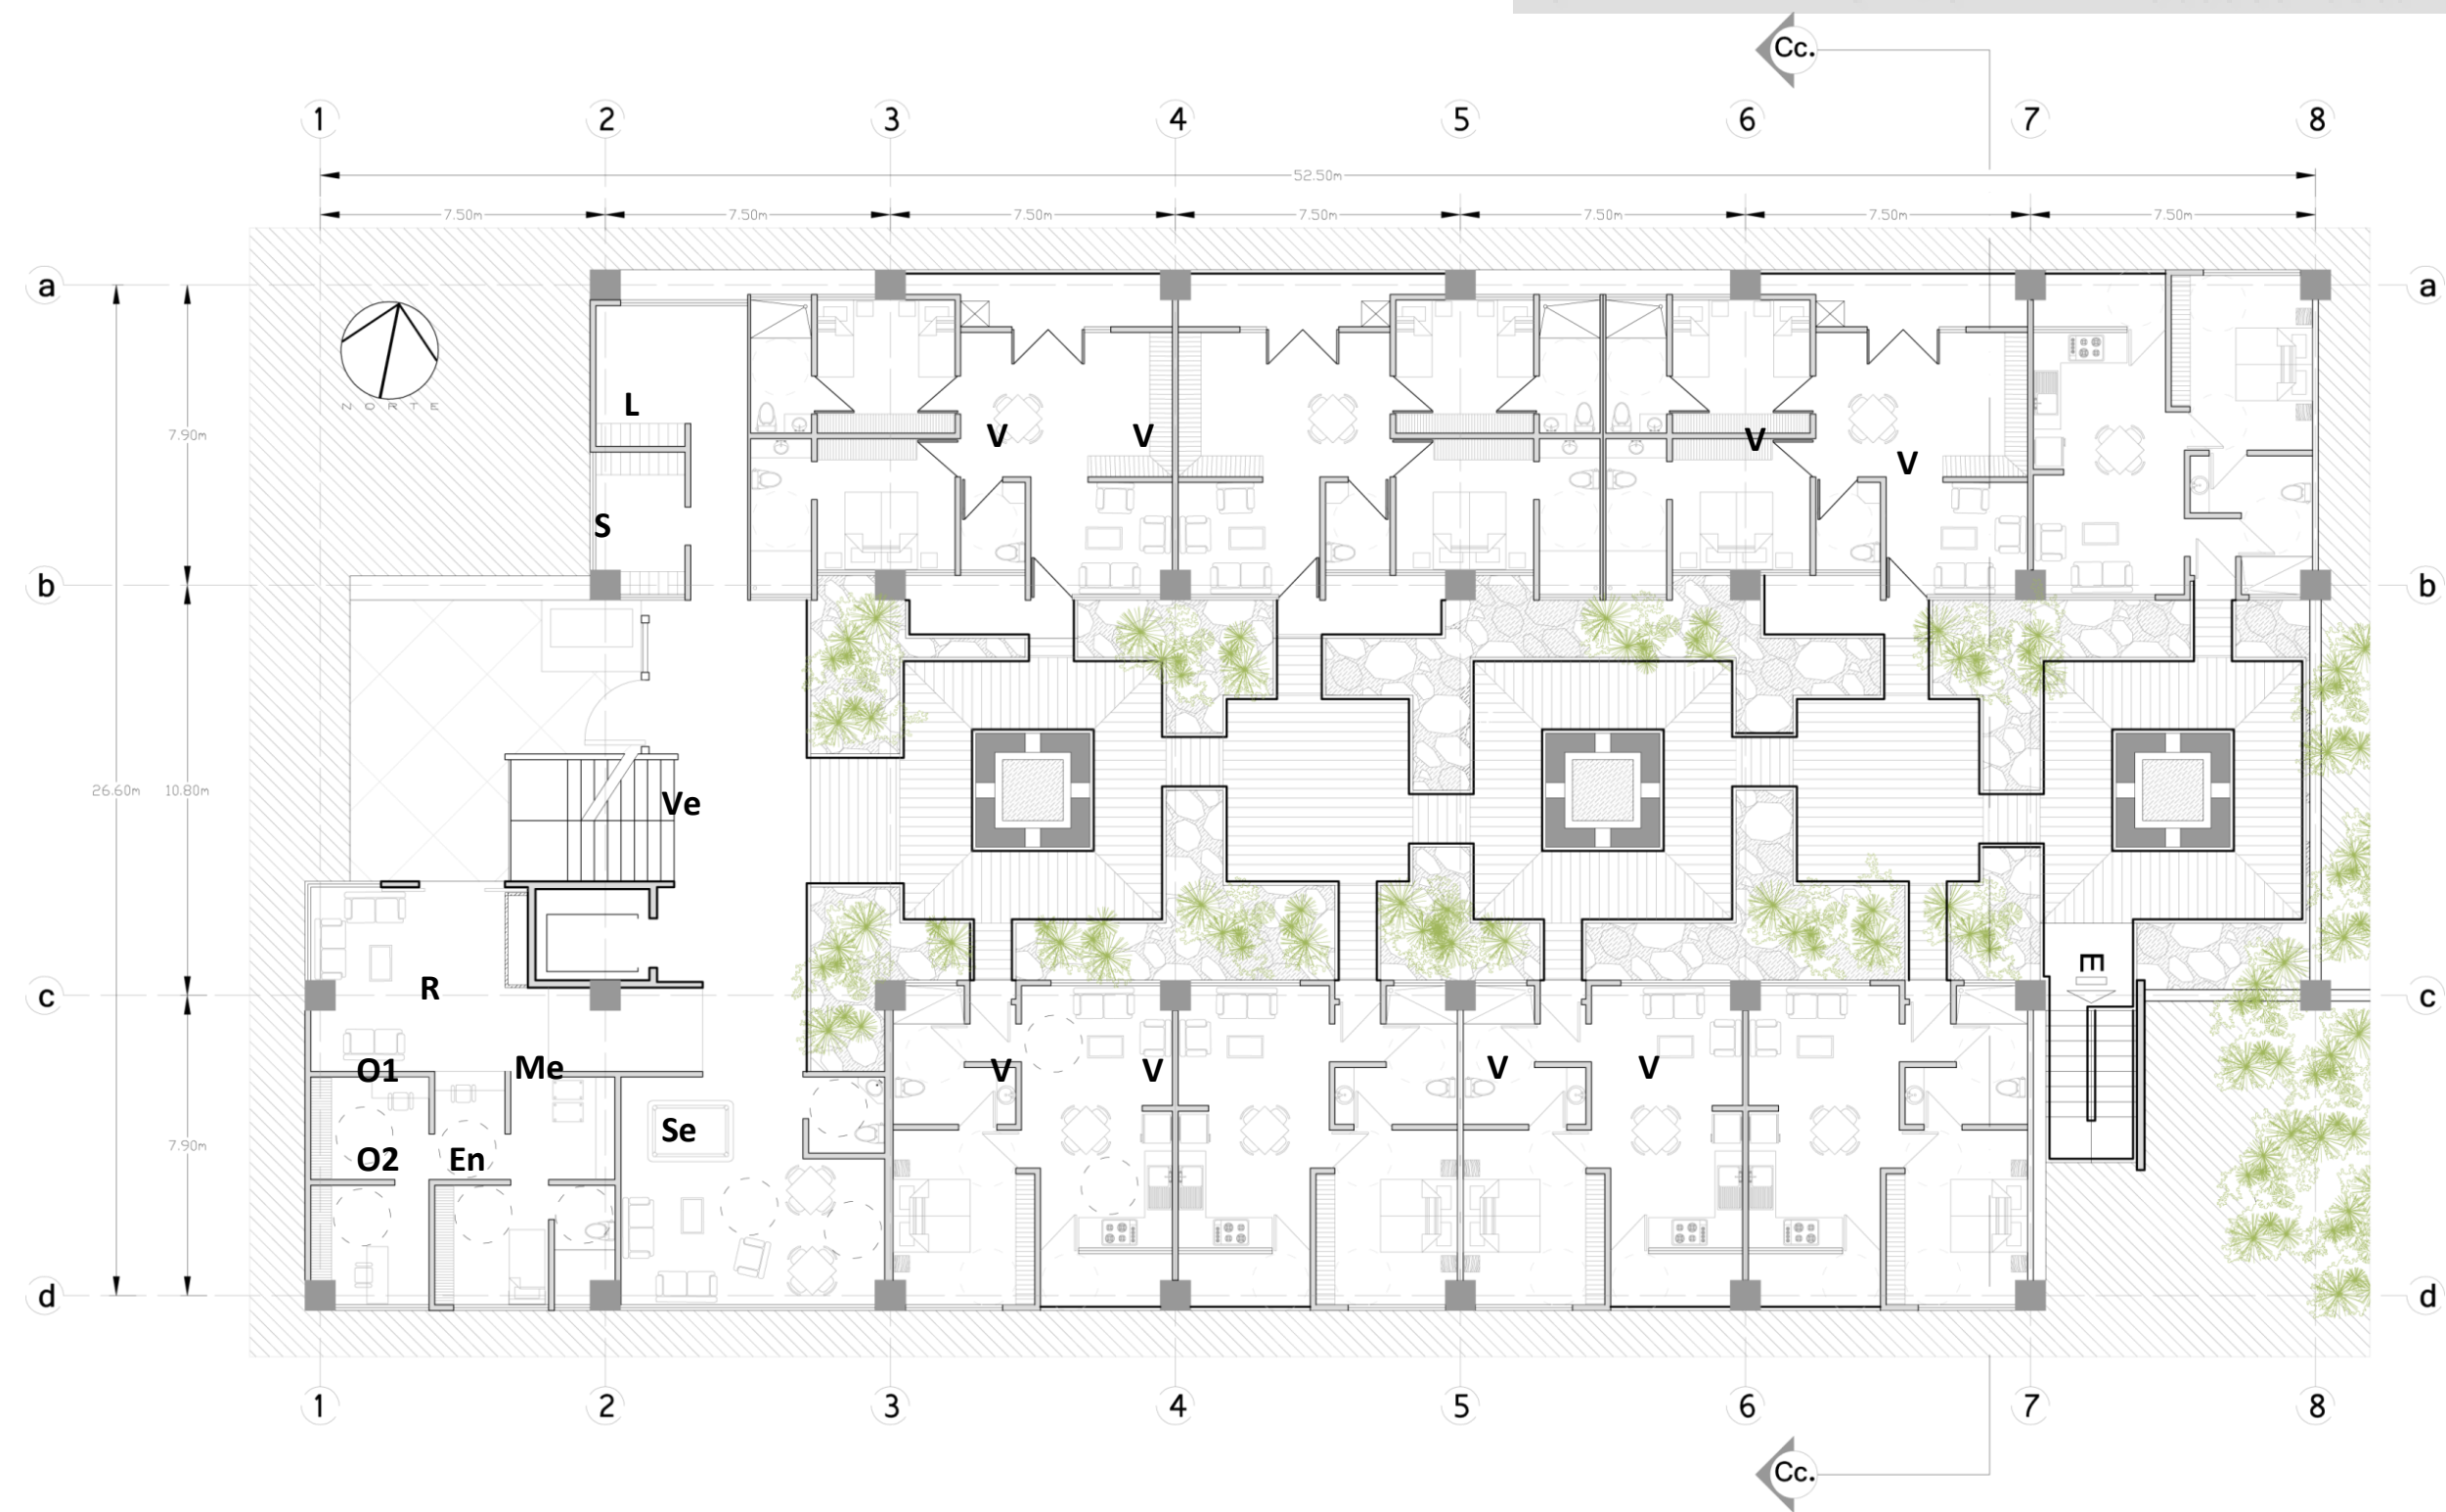 Cc.
1 2 3 4 5 6 7 8
52.50m
7.50m 7.50m 7.50m 7.50m 7.50m 7.50m 7.50m
a a
NORTE
L
7.90m
V V V V
S
b b
26.60m 10.80m
Ve
E
R
c c
O1 Me V V V V
Se
7.90m
O2 En
d d
1 2 3 4 5 6 7 8
Cc.